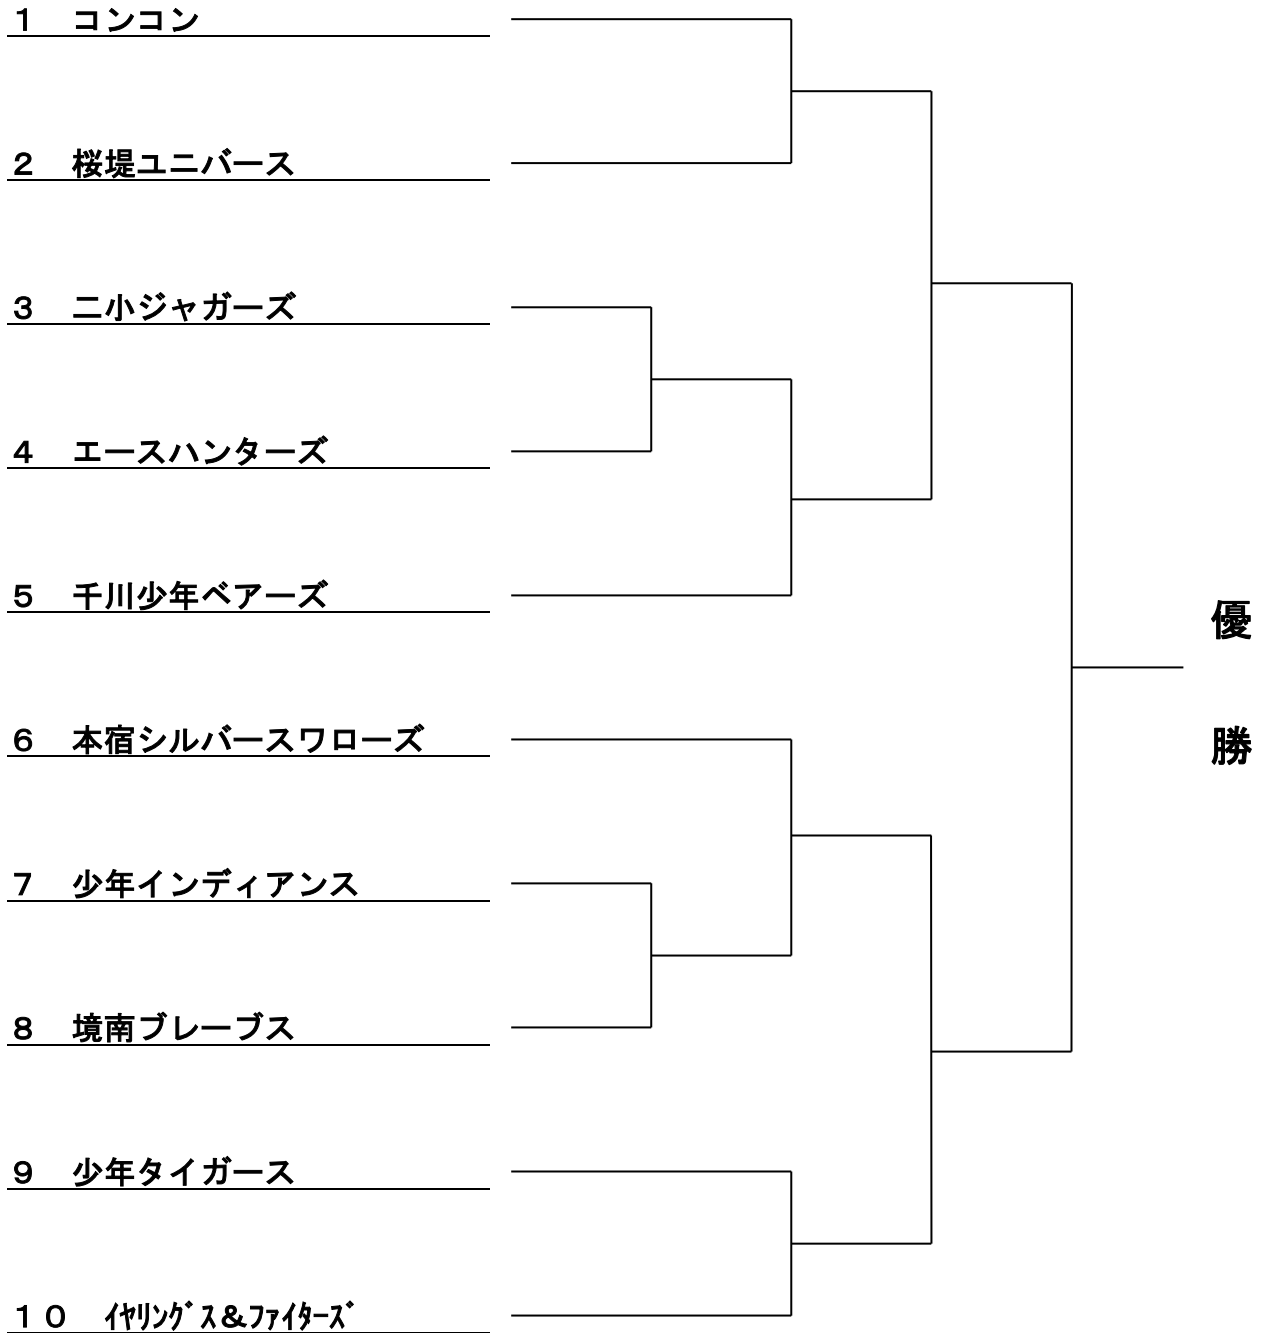 １　コンコン
２　桜堤ユニバース
３　二小ジャガーズ
４　エースハンターズ
５　千川少年ベアーズ
６　本宿シルバースワローズ
７　少年インディアンス
８　境南ブレーブス
９　少年タイガース
１０　ｲﾔﾘﾝｸﾞｽ＆ﾌｧｲﾀｰｽﾞ
優
勝